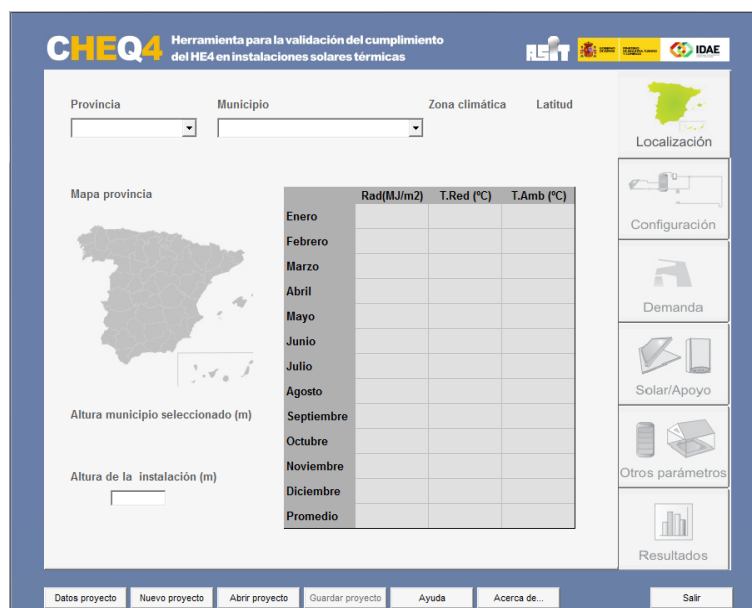 CHEQ4
Herramienta para la validación del cumplimiento
del HE4 en instalaciones solares térmicas
ASIT
IDAE
Provincia
Municipio
Zona climática
Latitud
Localización
Mapa provincia
Rad(MJ/m2) T.Red (ºC) T.Amb (ºC)
Enero
Febrero
Marzo
Abril
Mayo
Junio
Julio
Agosto
Septiembre
Octubre
Noviembre
Diciembre
Promedio
Altura municipio seleccionado (m)
Altura de la instalación (m)
Configuración
Demanda
Solar/Apoyo
Otros parámetros
Resultados
Datos proyecto
Nuevo proyecto
Abrir proyecto
Guardar proyecto
Ayuda
Acerca de...
Salir